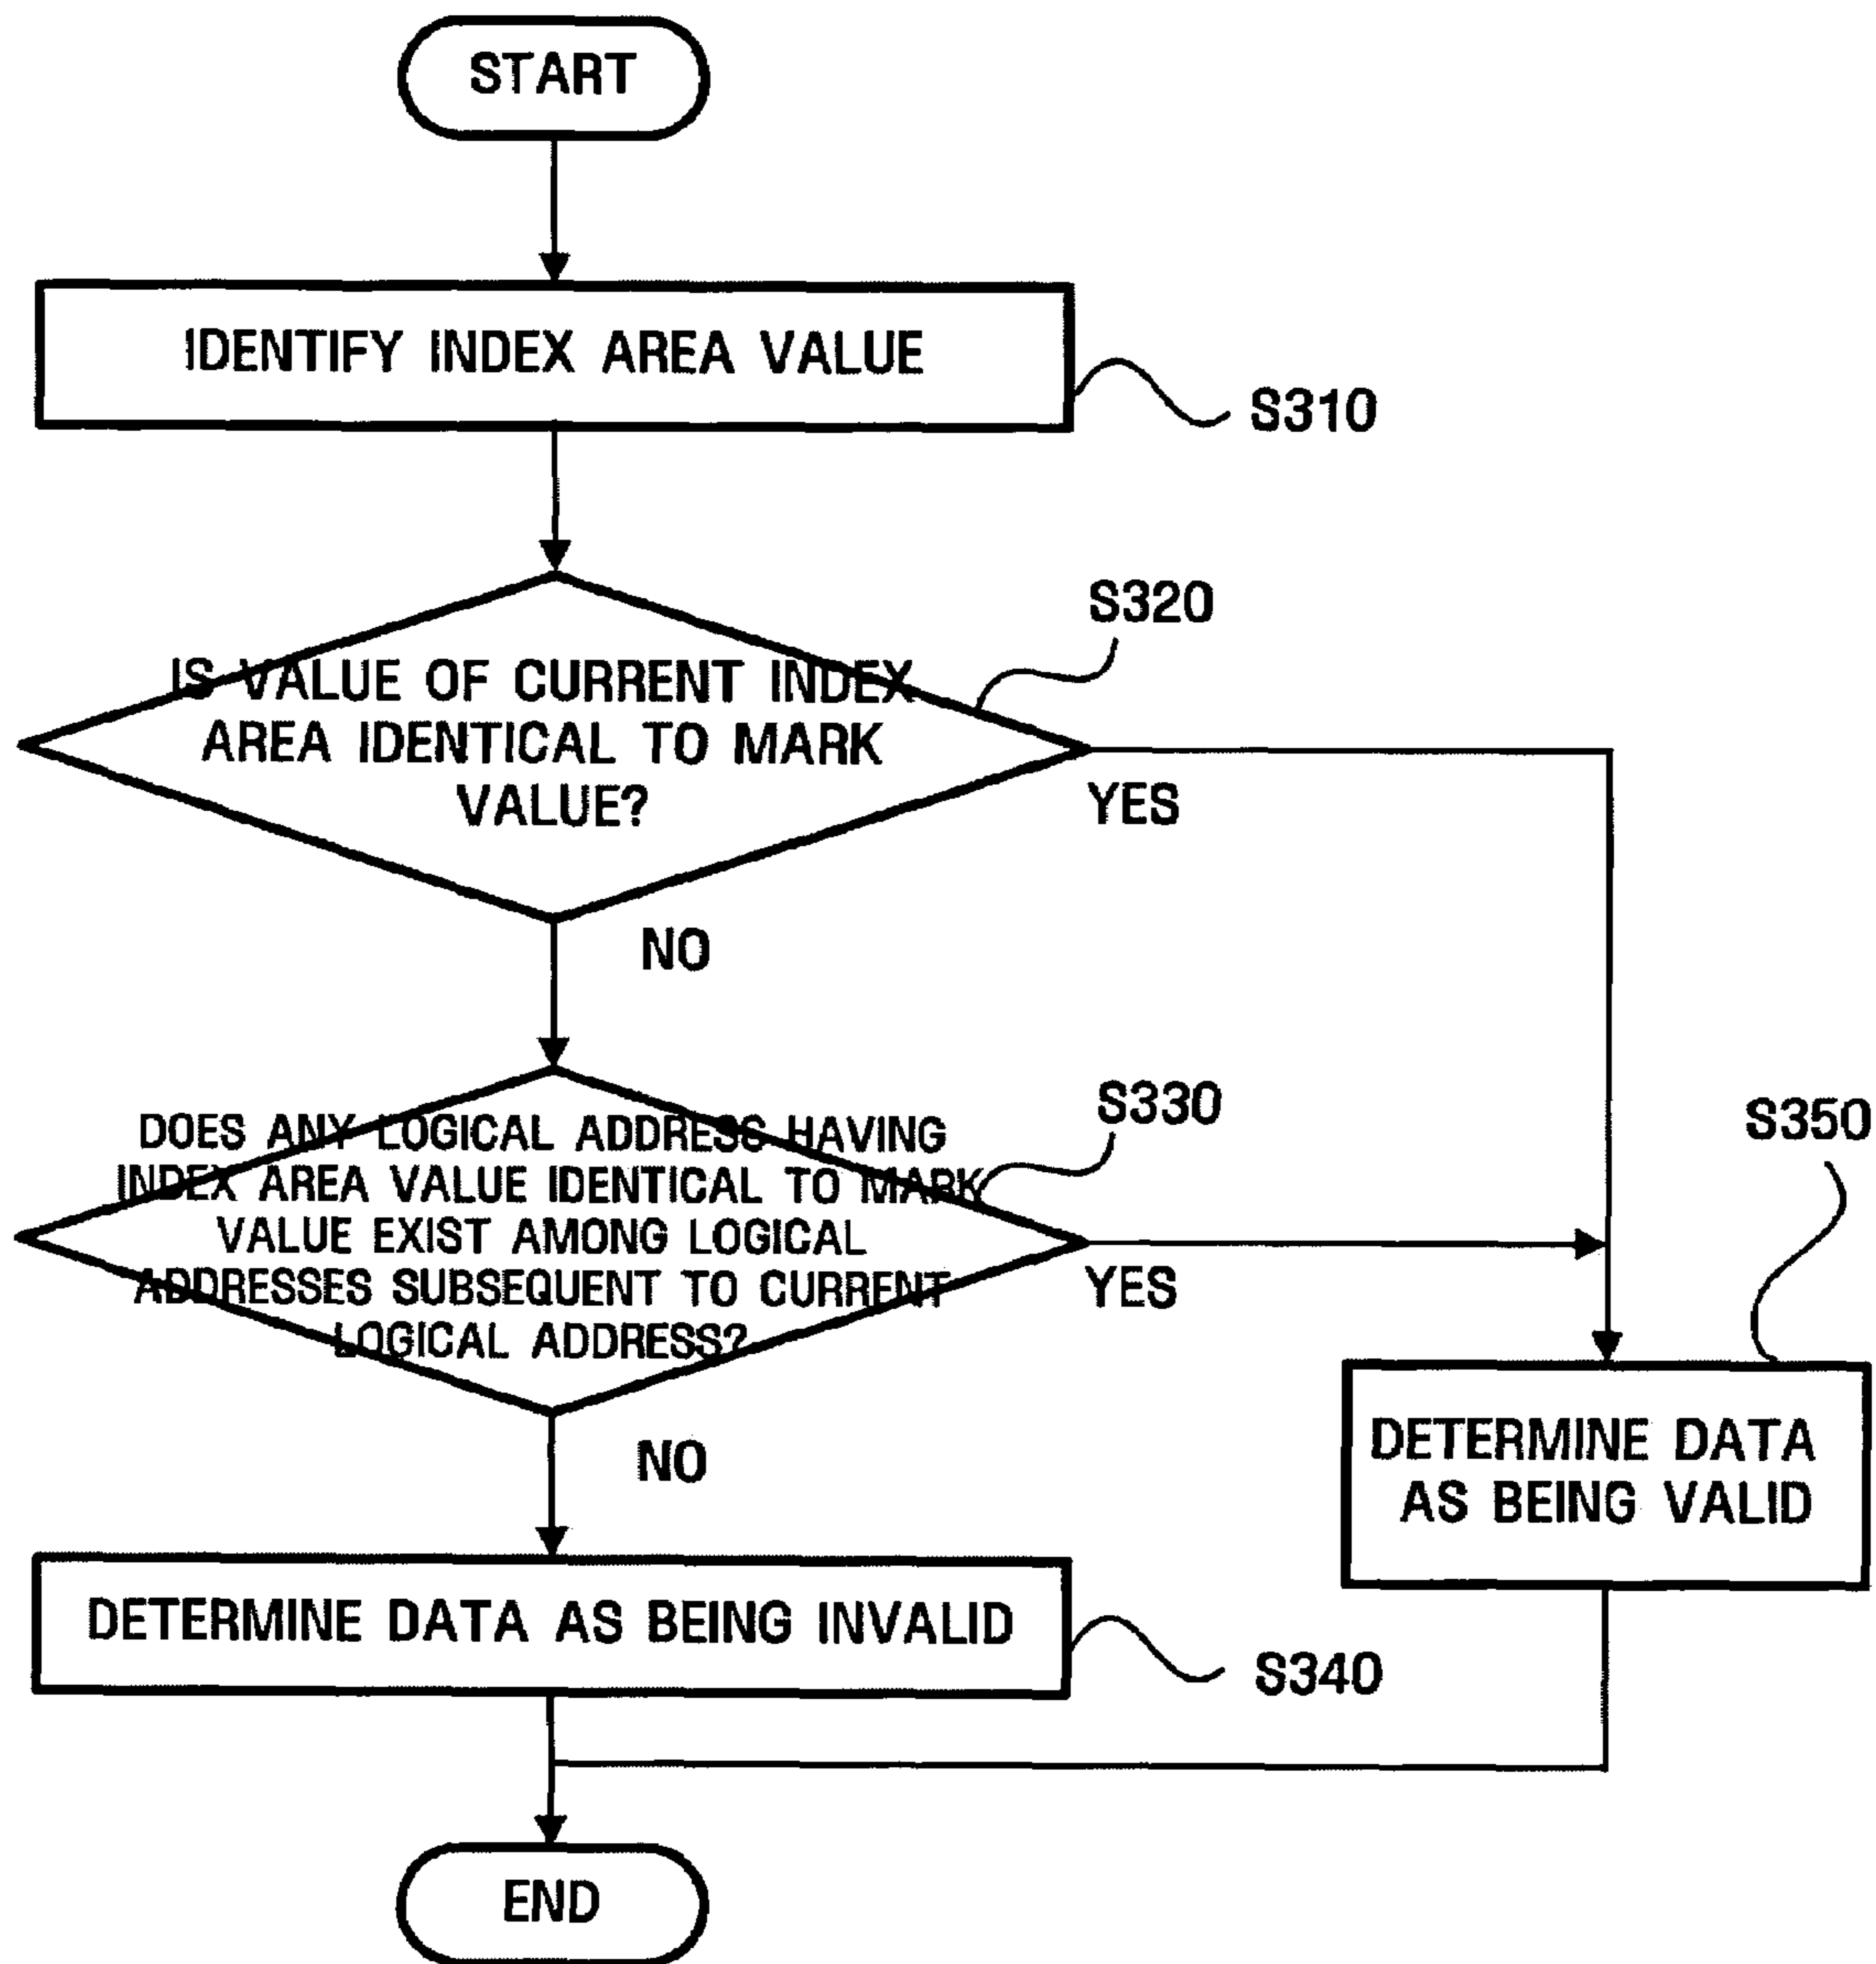 START
IDENTIFY INDEX AREA VALUE
S310
S320
IS VALUE OF CURRENT INDEX
AREA IDENTICAL TO MARK
VALUE?
YES
NO
S330
DOES ANY LOGICAL ADDRESS HAVING
INDEX AREA VALUE IDENTICAL TO MARK
VALUE EXIST AMONG LOGICAL
ADDRESSES SUBSEQUENT TO CURRENT
LOGICAL ADDRESS?
YES
S350
NO
DETERMINE DATA
AS BEING VALID
DETERMINE DATA AS BEING INVALID
S340
END